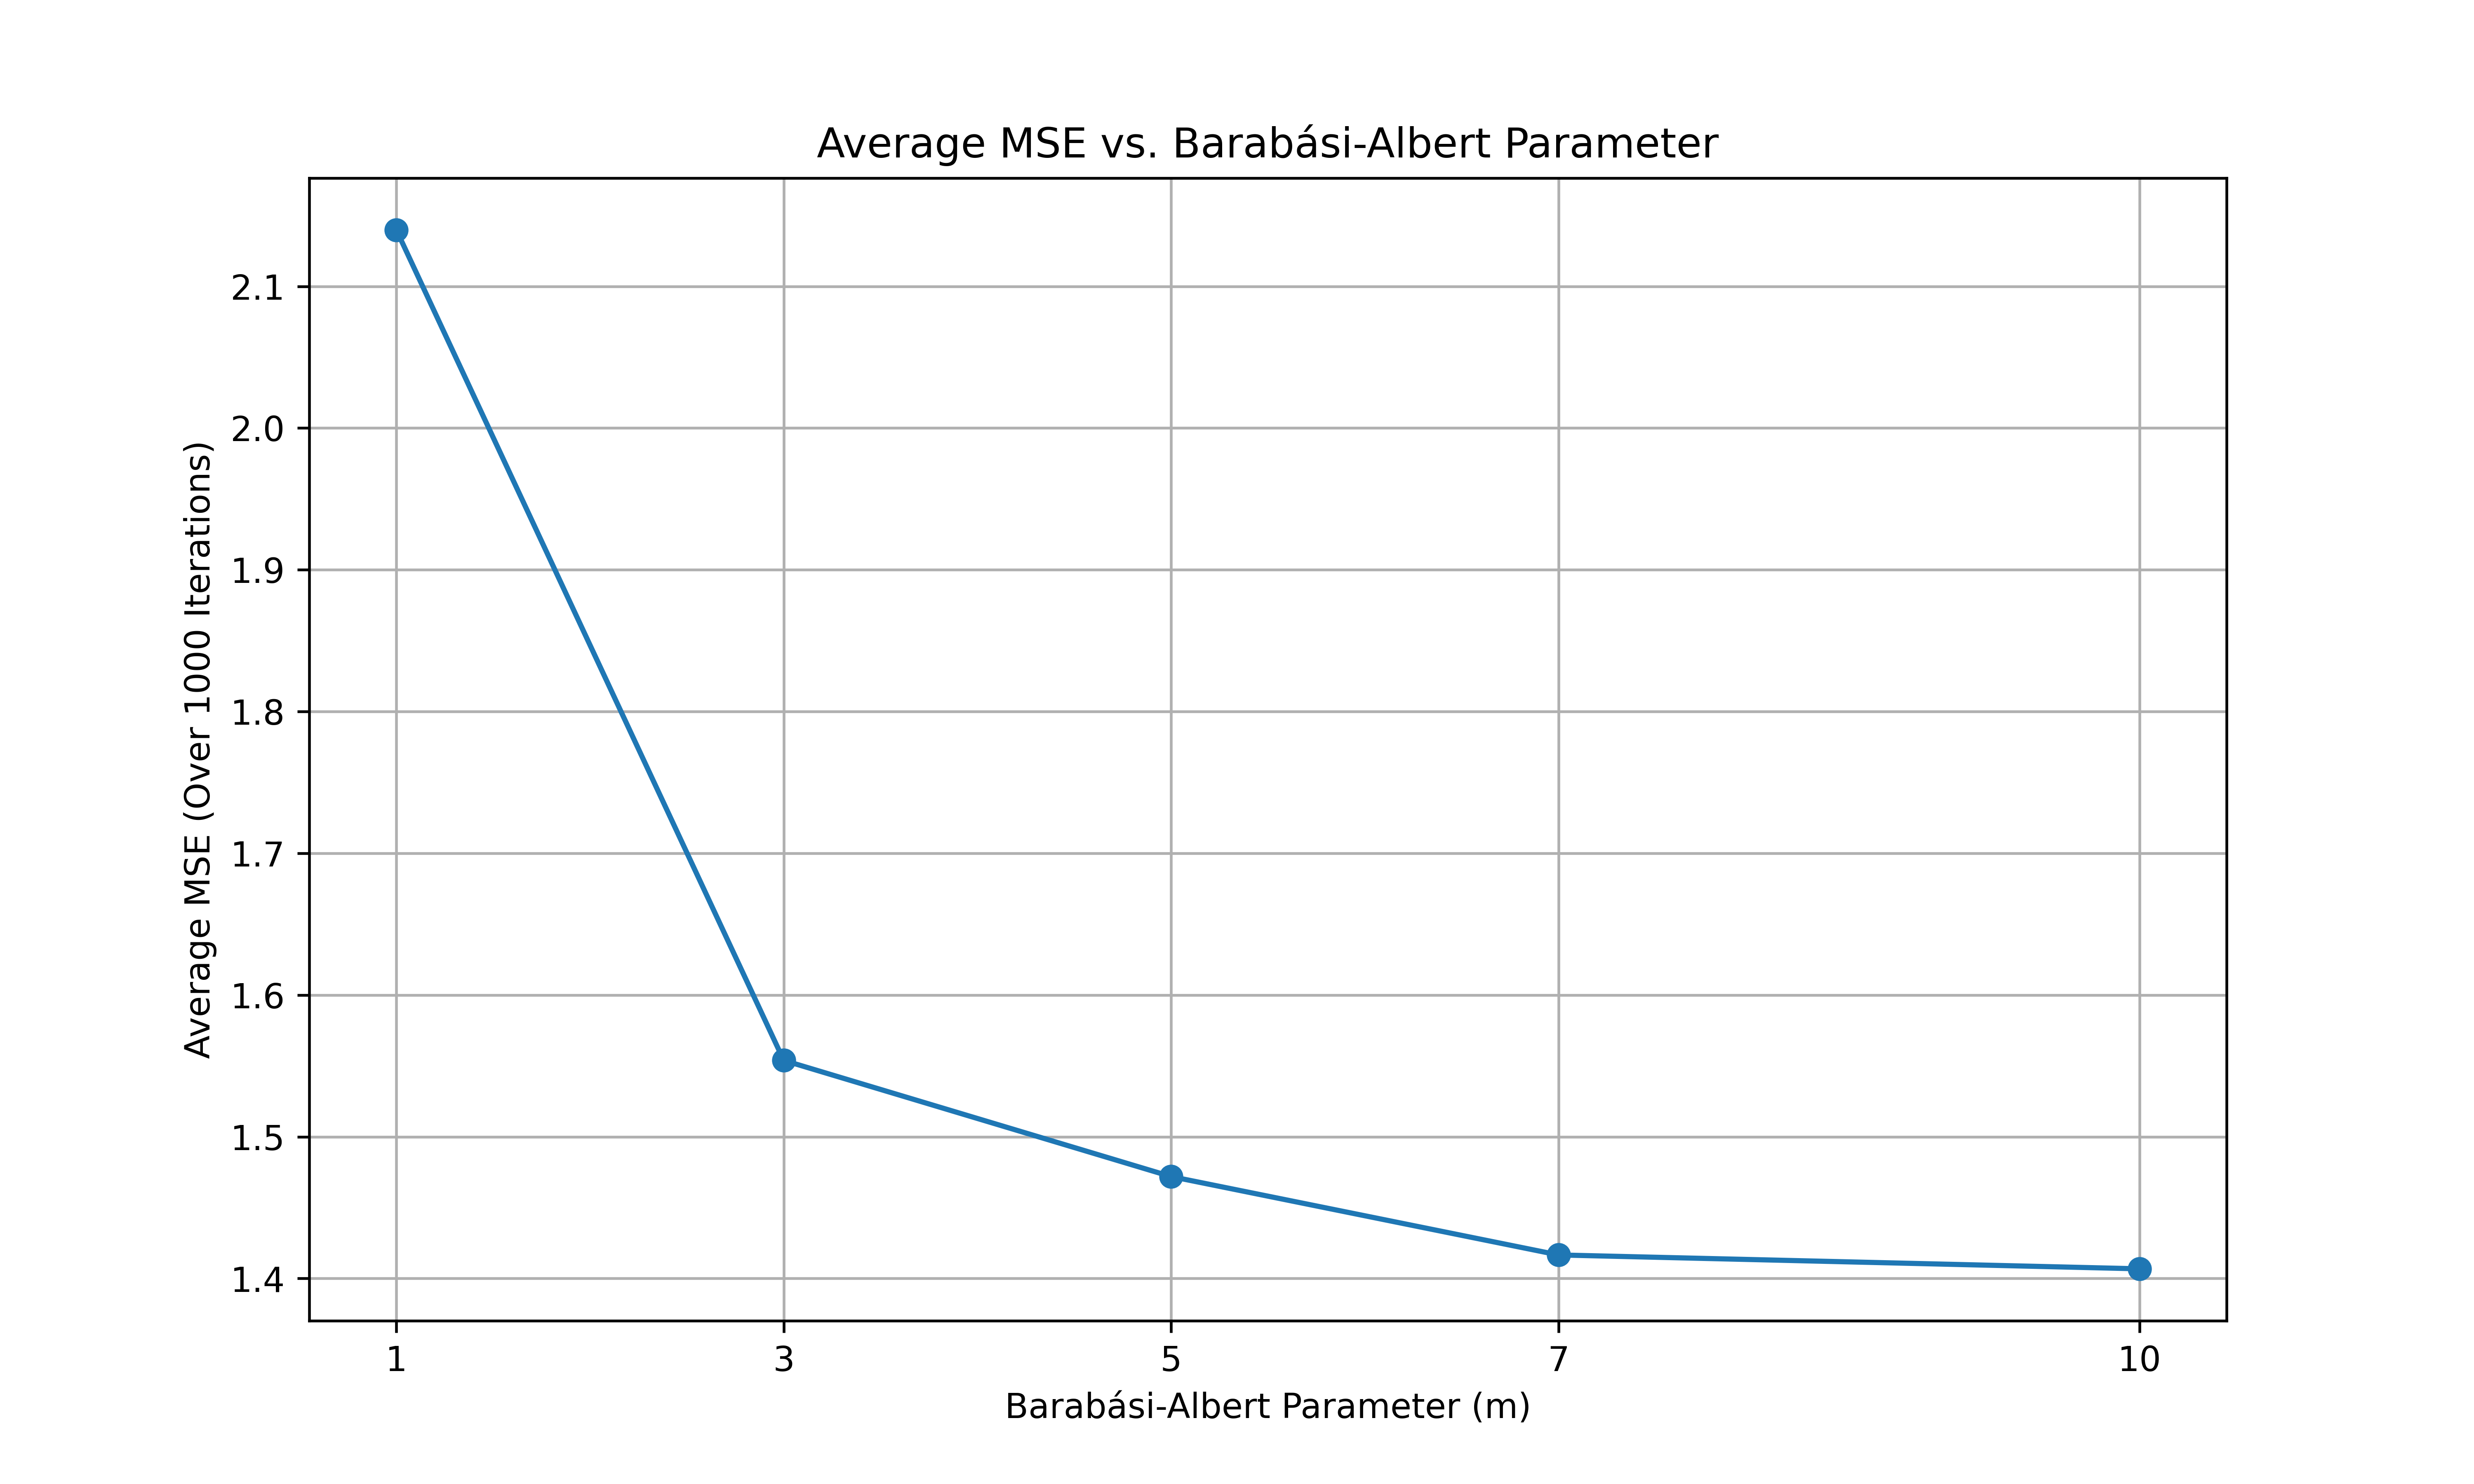 Average MSE vs. Barabási-Albert Parameter
Average MSE (Over 1000 Iterations)
2.1
2.0
1.9
1.8
1.7
1.6
1.5
1.4
1 3 5 7 10
Barabási-Albert Parameter (m)